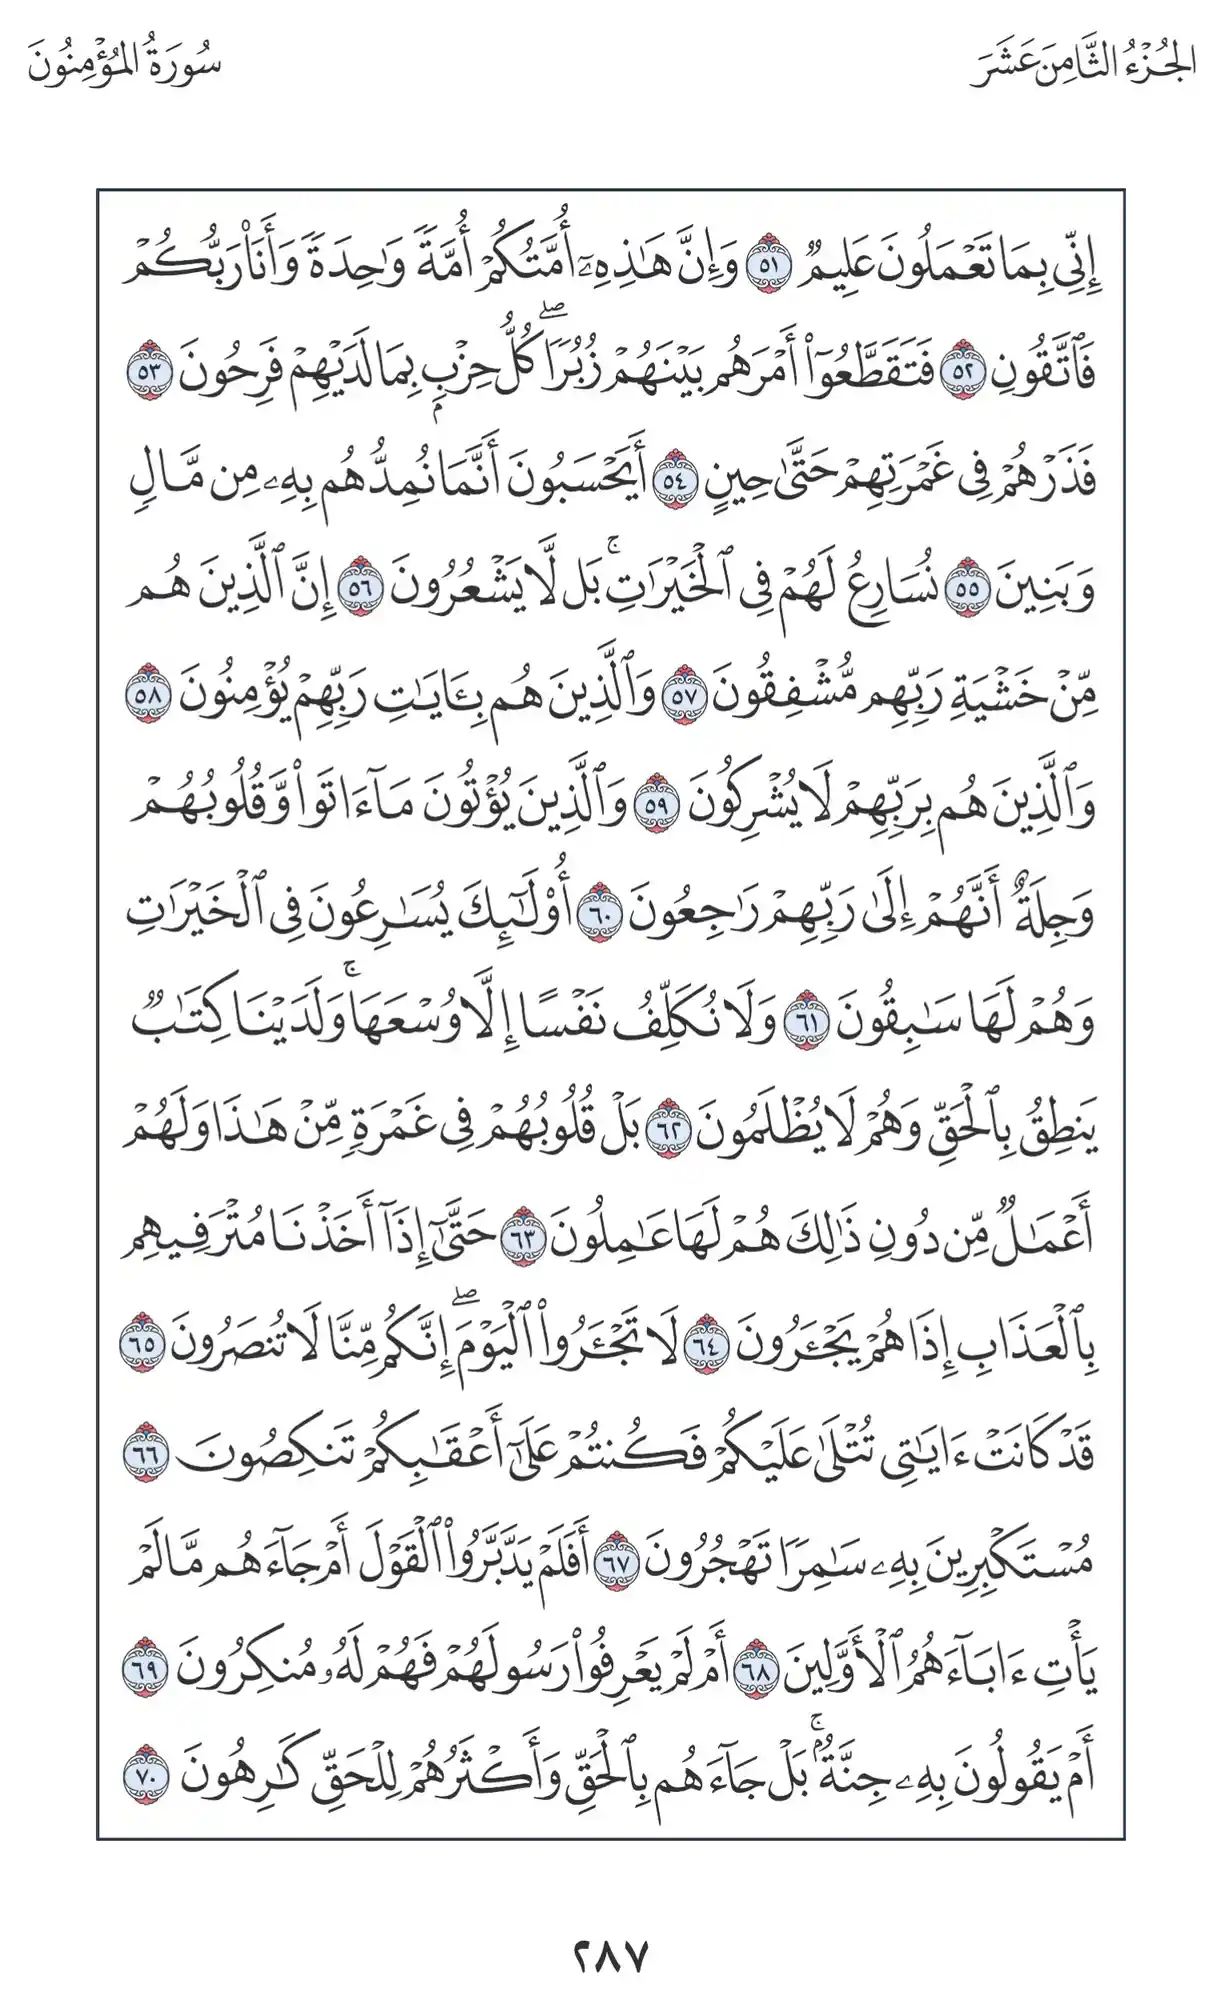 الجُزْءُ الثَّامِنَ عَشَرَ
سُورَةُ المُؤْمِنُونَ
إِنِّي بِمَا تَعْمَلُونَ عَلِيمٌ ٥١ وَإِنَّ هَٰذِهِۦٓ أُمَّتُكُمْ أُمَّةً وَٰحِدَةً وَأَنَا۠ رَبُّكُمْ
فَٱتَّقُونِ ٥٢ فَتَقَطَّعُوٓا۟ أَمْرَهُم بَيْنَهُمْ زُبُرًاۖ كُلُّ حِزْبٍۭ بِمَا لَدَيْهِمْ فَرِحُونَ ٥٣
فَذَرْهُمْ فِي غَمْرَتِهِمْ حَتَّىٰ حِينٍ ٥٤ أَيَحْسَبُونَ أَنَّمَا نُمِدُّهُم بِهِۦ مِن مَّالٍ
وَبَنِينَ ٥٥ نُسَارِعُ لَهُمْ فِي ٱلْخَيْرَٰتِۚ بَل لَّا يَشْعُرُونَ ٥٦ إِنَّ ٱلَّذِينَ هُم
مِّنْ خَشْيَةِ رَبِّهِم مُّشْفِقُونَ ٥٧ وَٱلَّذِينَ هُم بِـَٔايَـٰتِ رَبِّهِمْ يُؤْمِنُونَ ٥٨
وَٱلَّذِينَ هُم بِرَبِّهِمْ لَا يُشْرِكُونَ ٥٩ وَٱلَّذِينَ يُؤْتُونَ مَآ ءَاتَوا۟ وَّقُلُوبُهُمْ
وَجِلَةٌ أَنَّهُمْ إِلَىٰ رَبِّهِمْ رَٰجِعُونَ ٦٠ أُو۟لَـٰٓئِكَ يُسَـٰرِعُونَ فِي ٱلْخَيْرَٰتِ
وَهُمْ لَهَا سَـٰبِقُونَ ٦١ وَلَا نُكَلِّفُ نَفْسًا إِلَّا وُسْعَهَاۚ وَلَدَيْنَا كِتَـٰبٌ
يَنطِقُ بِٱلْحَقِّ وَهُمْ لَا يُظْلَمُونَ ٦٢ بَلْ قُلُوبُهُمْ فِي غَمْرَةٍ مِّنْ هَـٰذَا وَلَهُمْ
أَعْمَـٰلٌ مِّن دُونِ ذَٰلِكَ هُمْ لَهَا عَـٰمِلُونَ ٦٣ حَتَّىٰٓ إِذَآ أَخَذْنَا مُتْرَفِيهِم
بِٱلْعَذَابِ إِذَا هُمْ يَجْـَٔرُونَ ٦٤ لَا تَجْـَٔرُوا۟ ٱلْيَوْمَۖ إِنَّكُم مِّنَّا لَا تُنصَرُونَ ٦٥
قَدْ كَانَتْ ءَايَـٰتِي تُتْلَىٰ عَلَيْكُمْ فَكُنتُمْ عَلَىٰٓ أَعْقَـٰبِكُمْ تَنكِصُونَ ٦٦
مُسْتَكْبِرِينَ بِهِۦ سَـٰمِرًا تَهْجُرُونَ ٦٧ أَفَلَمْ يَدَّبَّرُوا۟ ٱلْقَوْلَ أَمْ جَآءَهُم مَّا لَمْ
يَأْتِ ءَابَآءَهُمُ ٱلْأَوَّلِينَ ٦٨ أَمْ لَمْ يَعْرِفُوا۟ رَسُولَهُمْ فَهُمْ لَهُۥ مُنكِرُونَ ٦٩
أَمْ يَقُولُونَ بِهِۦ جِنَّةٌۢۚ بَلْ جَآءَهُم بِٱلْحَقِّ وَأَكْثَرُهُمْ لِلْحَقِّ كَـٰرِهُونَ ٧٠
٢٨٧